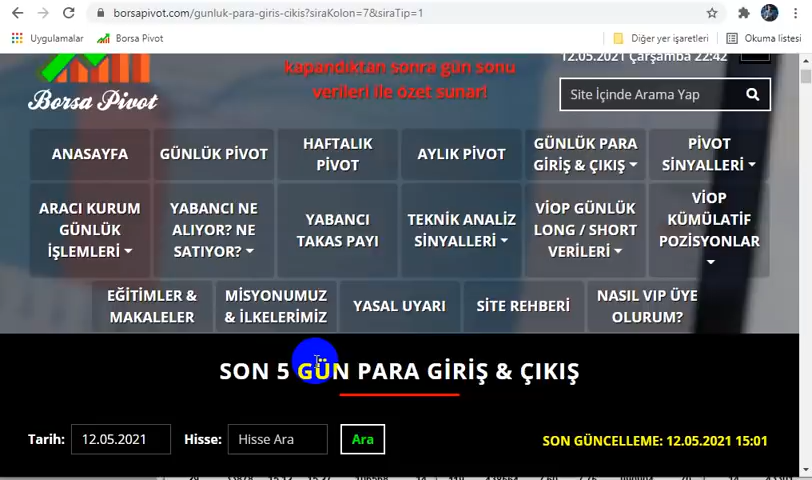 borsapivot.com/gunluk-para-giris-cikis?siraKolon=7&siraTip=1
Uygulamalar
Borsa Pivot
Diğer yer işaretleri
Okuma listesi
kapandıktan sonra gün sonu
verileri ile özet sunar!
12.05.2021 Çarşamba 22:42
Borsa Pivot
Site İçinde Arama Yap
ANASAYFA
GÜNLÜK PİVOT
HAFTALIK
PİVOT
AYLIK PİVOT
GÜNLÜK PARA
GİRİŞ & ÇIKIŞ
PİVOT
SİNYALLERİ
ARACI KURUM
GÜNLÜK
İŞLEMLERİ
YABANCI NE
ALIYOR? NE
SATIYOR?
YABANCI
TAKAS PAYI
TEKNİK ANALİZ
SİNYALLERİ
VİOP GÜNLÜK
LONG / SHORT
VERİLERİ
VİOP
KÜMÜLATİF
POZİSYONLAR
EĞİTİMLER &
MAKALELER
MİSYONUMUZ
& İLKELERİMİZ
YASAL UYARI
SİTE REHBERİ
NASIL VIP ÜYE
OLURUM?
SON 5 GÜN PARA GİRİŞ & ÇIKIŞ
Tarih:
12.05.2021
Hisse:
Hisse Ara
Ara
SON GÜNCELLEME: 12.05.2021 15:01